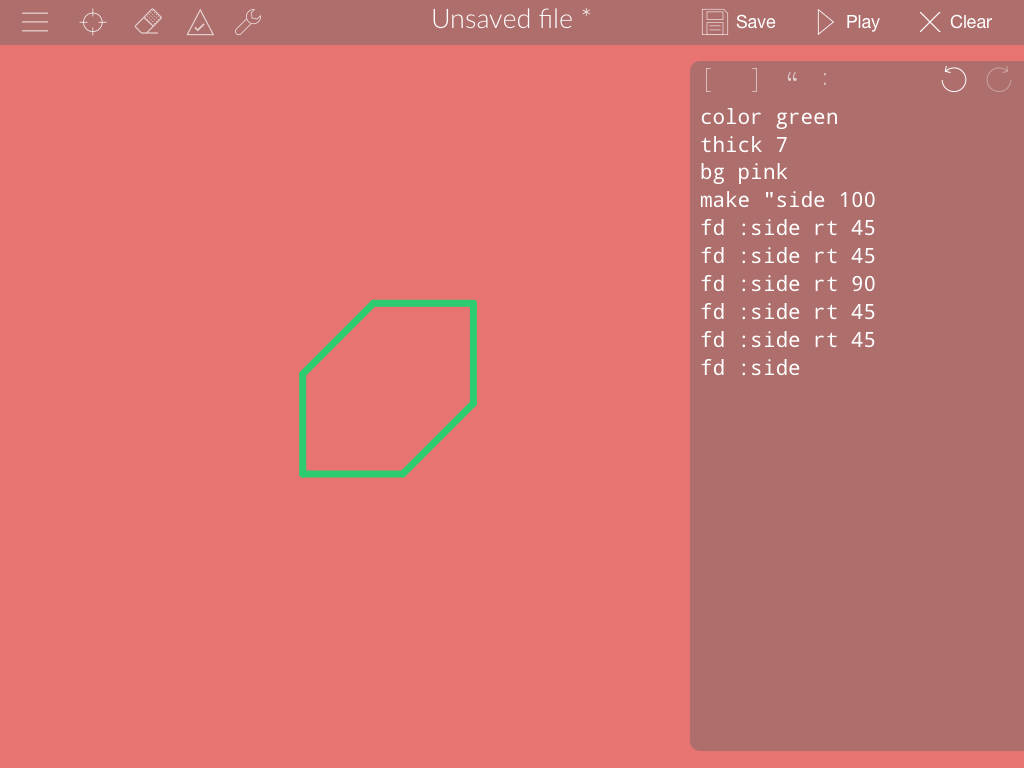 Unsaved file *
Save
Play
Clear
[ ] “ :
color green
thick 7
bg pink
make "side 100
fd :side rt 45
fd :side rt 45
fd :side rt 90
fd :side rt 45
fd :side rt 45
fd :side